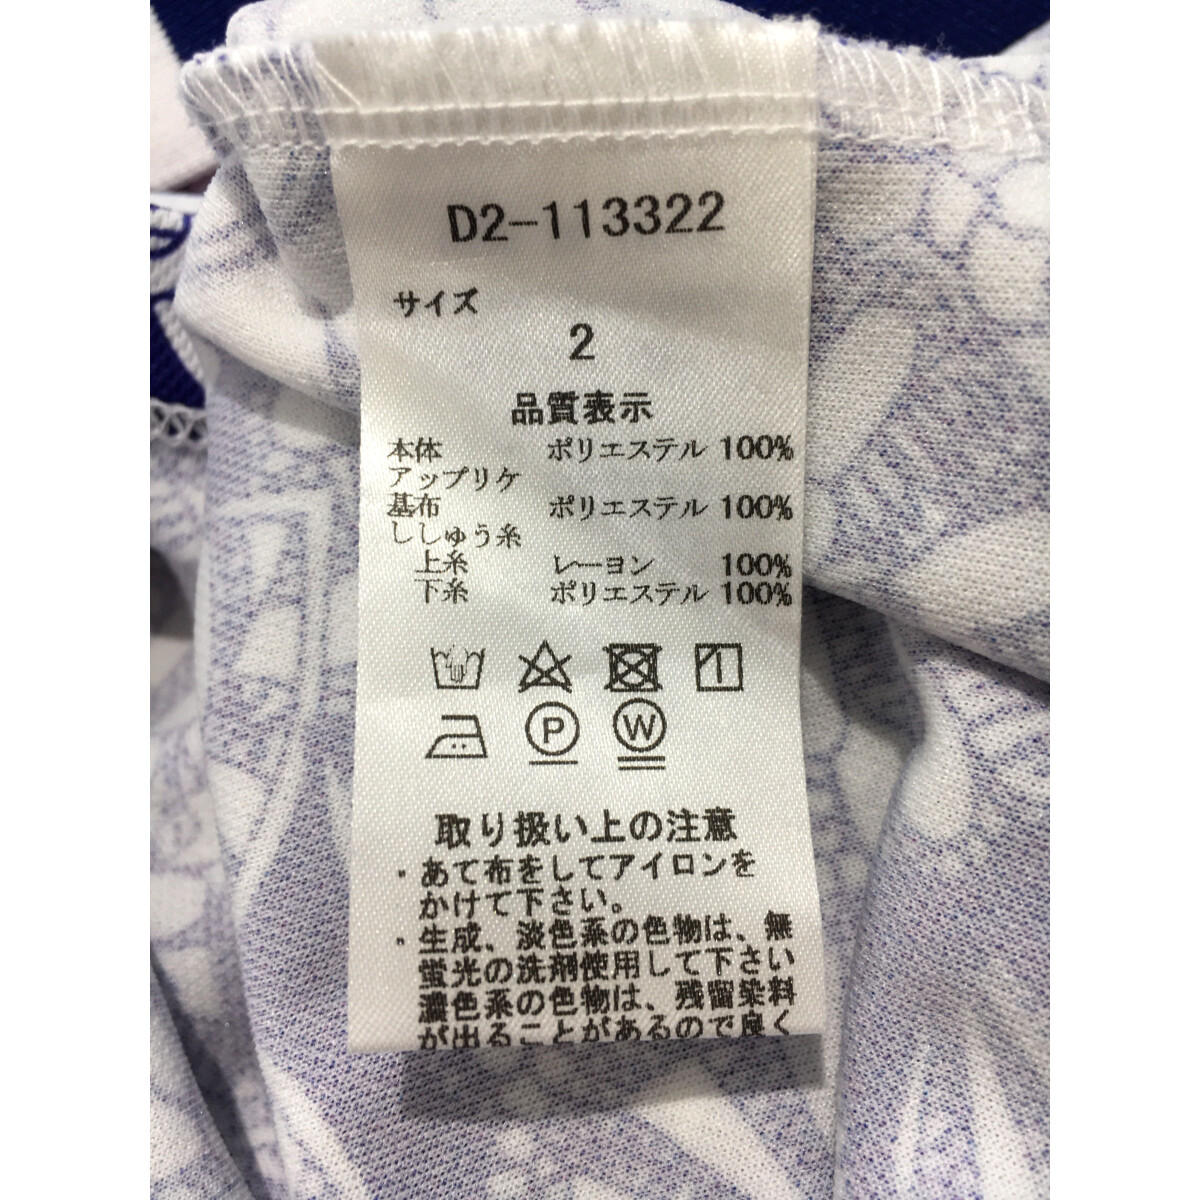 D2-113322
サイズ
2
品質表示
本体 ポリエステル 100%
アップリケ
基布 ポリエステル 100%
ししゅう糸
上糸 レーヨン 100%
下糸 ポリエステル 100%
P W
取り扱い上の注意
・あて布をしてアイロンを
かけて下さい。
・生成、淡色系の色物は、無
蛍光の洗剤使用して下さい
濃色系の色物は、残留染料
が出ることがあるので良く